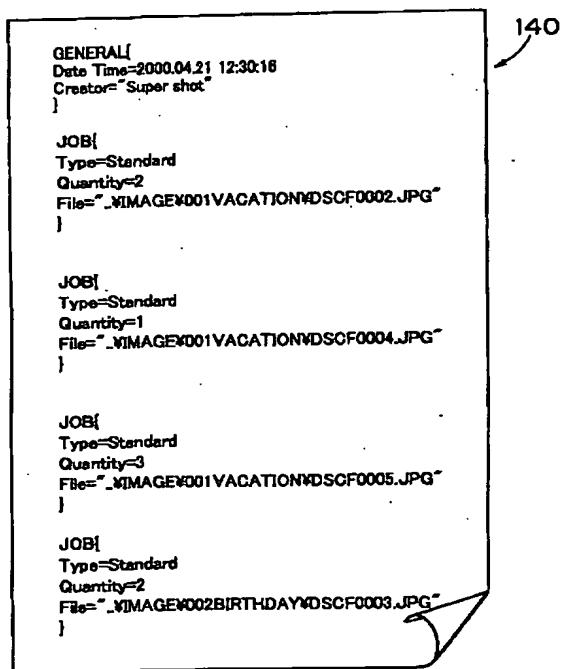 140
GENERAL{
Date Time=2000.04.21 12:30:16
Creator="Super shot"
}
JOB{
Type=Standard
Quantity=2
File="..¥IMAGE¥001VACATION¥DSCF0002.JPG"
}
JOB{
Type=Standard
Quantity=1
File="..¥IMAGE¥001VACATION¥DSCF0004.JPG"
}
JOB{
Type=Standard
Quantity=3
File="..¥IMAGE¥001VACATION¥DSCF0005.JPG"
}
JOB{
Type=Standard
Quantity=2
File="..¥IMAGE¥002BIRTHDAY¥DSCF0003.JPG"
}